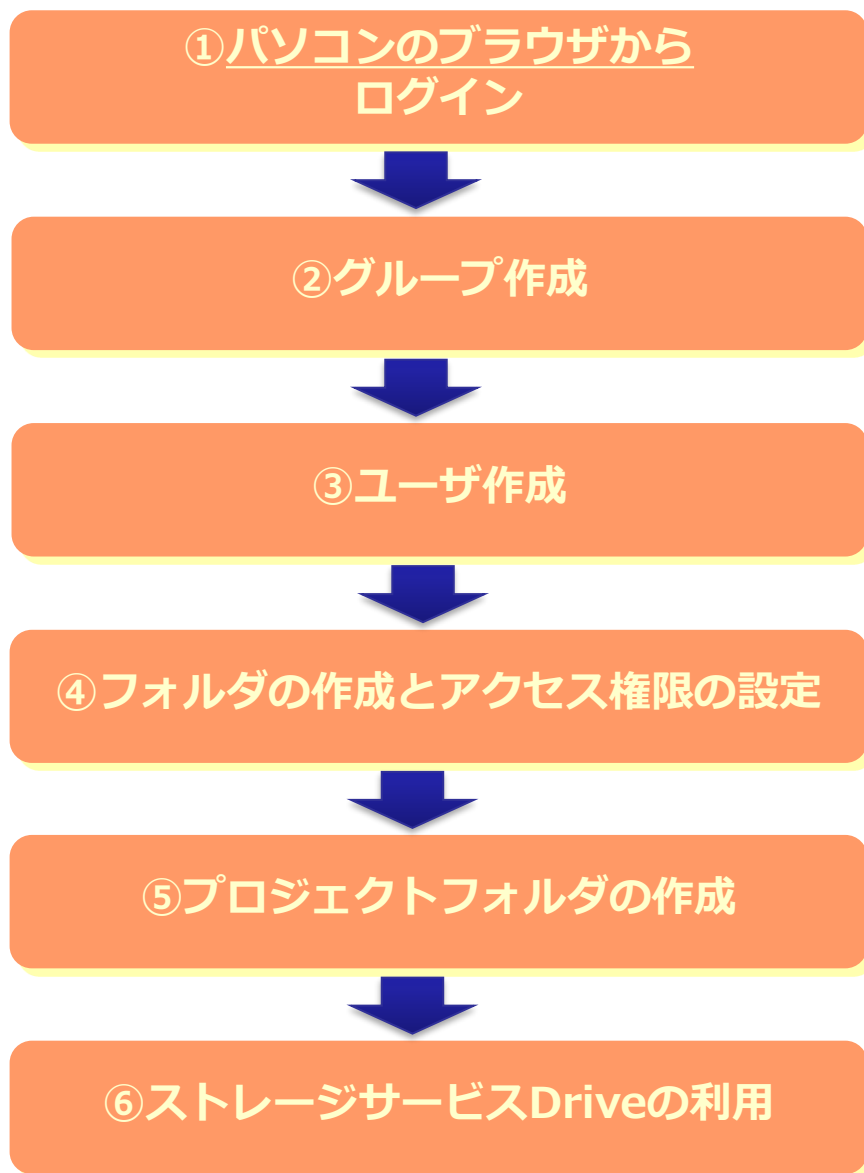 ①パソコンのブラウザから
ログイン
②グループ作成
③ユーザ作成
④フォルダの作成とアクセス権限の設定
⑤プロジェクトフォルダの作成
⑥ストレージサービスDriveの利用